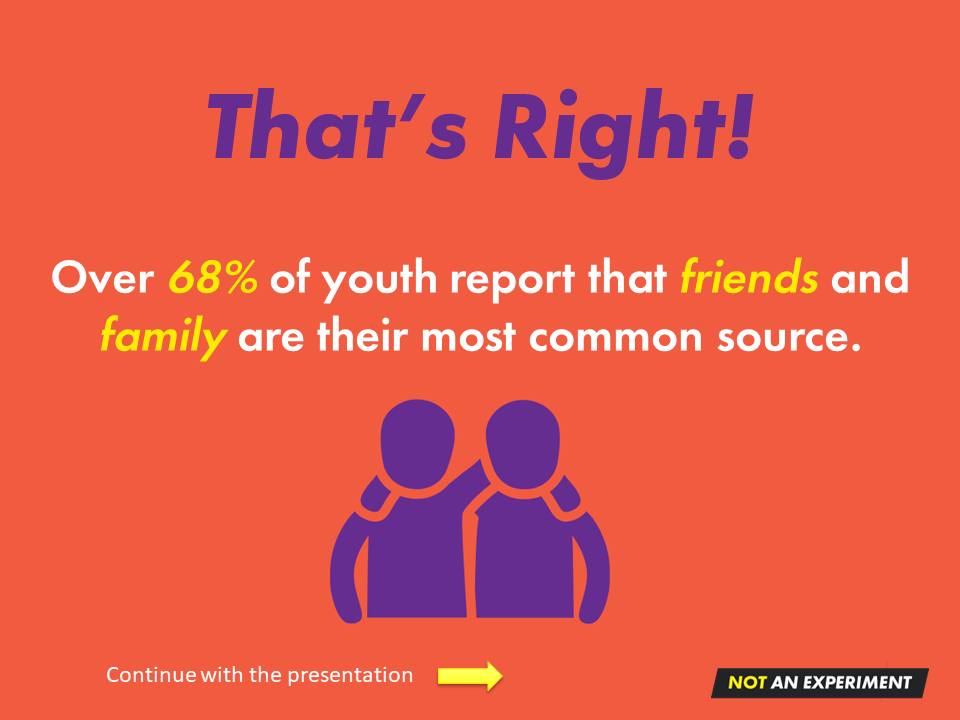 That’s Right!
Over 68% of youth report that friends and
family are their most common source.
Continue with the presentation
NOT AN EXPERIMENT